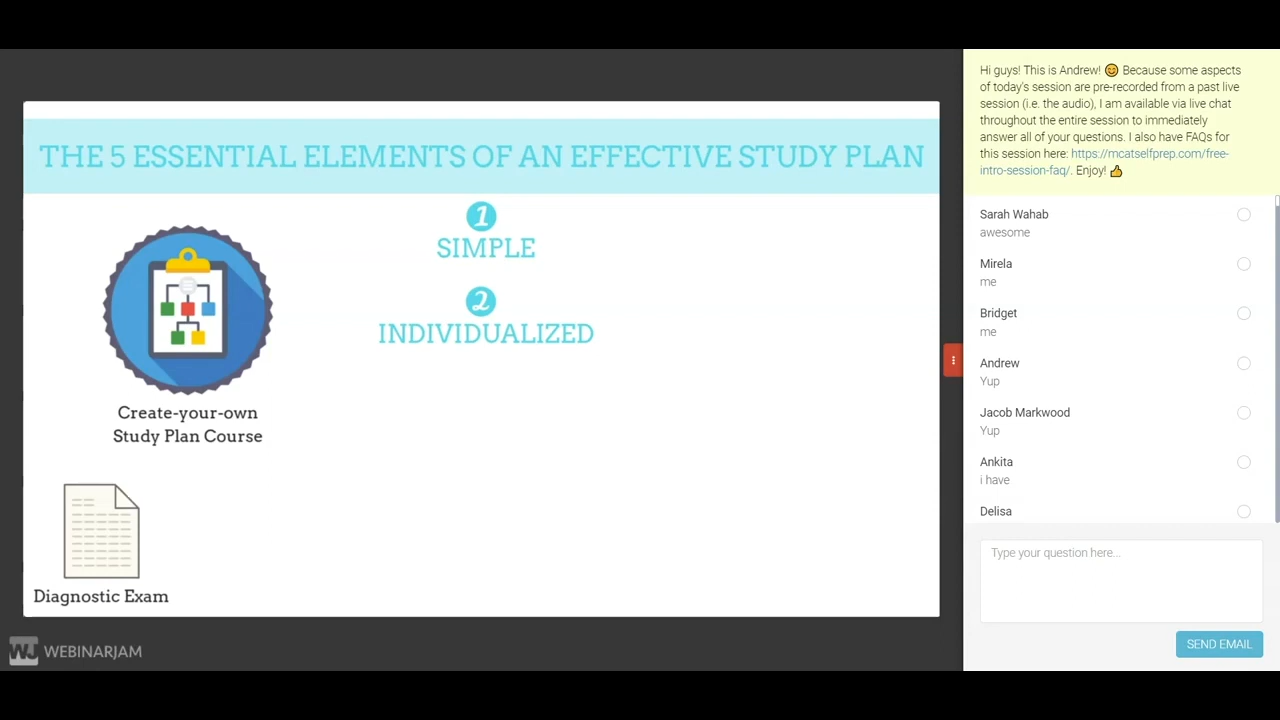 THE 5 ESSENTIAL ELEMENTS OF AN EFFECTIVE STUDY PLAN
1
SIMPLE
2
INDIVIDUALIZED
Create-your-own
Study Plan Course
Diagnostic Exam
WJ WEBINARJAM
Hi guys! This is Andrew! 😊 Because some aspects
of today's session are pre-recorded from a past live
session (i.e. the audio), I am available via live chat
throughout the entire session to immediately
answer all of your questions. I also have FAQs for
this session here: https://mcatselfprep.com/free-
intro-session-faq/. Enjoy! 👍
Sarah Wahab
awesome
Mirela
me
Bridget
me
Andrew
Yup
Jacob Markwood
Yup
Ankita
i have
Delisa
Type your question here...
SEND EMAIL